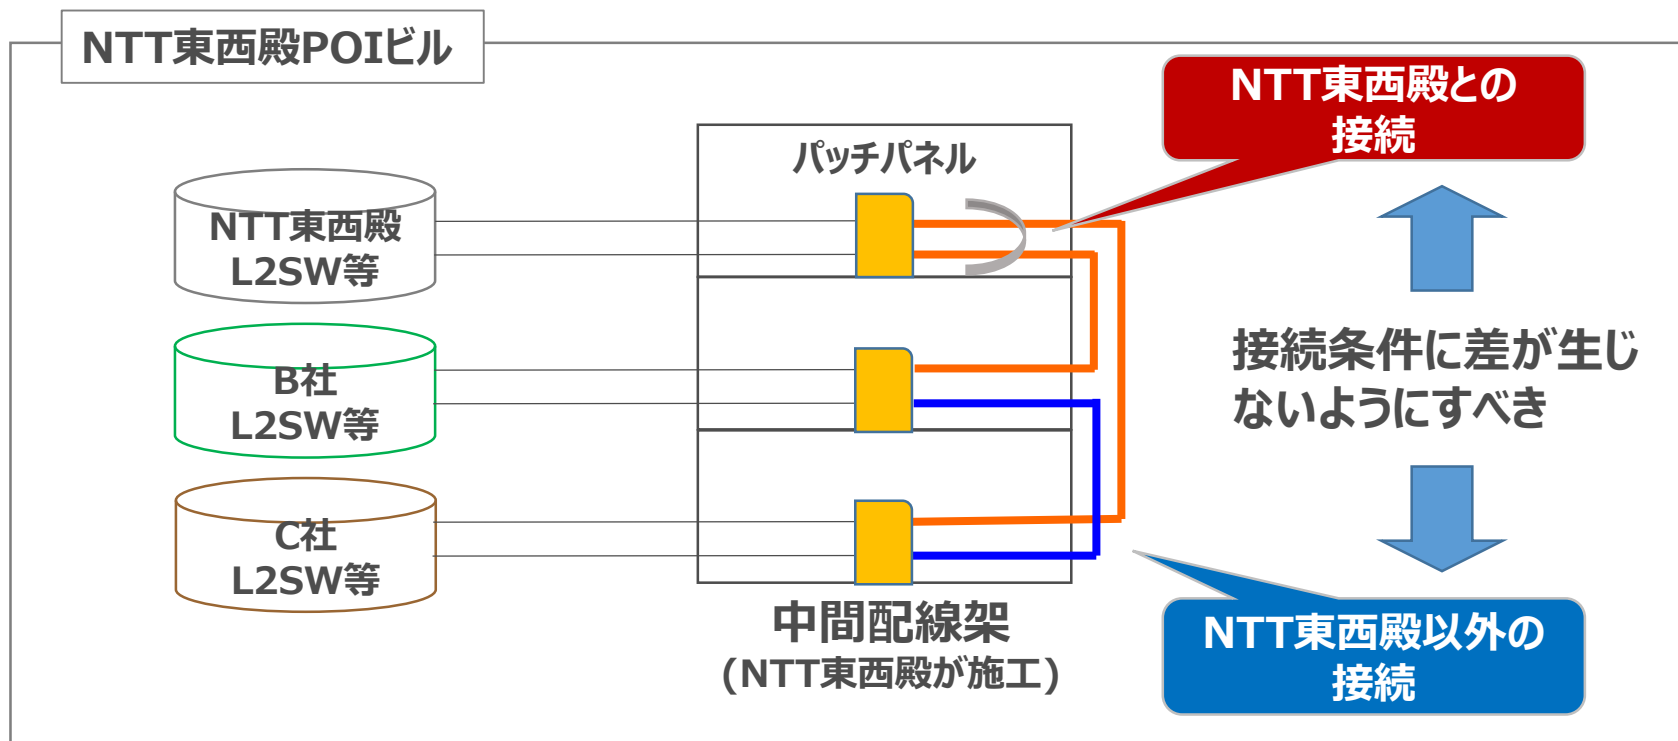 NTT東西殿POIビル
NTT東西殿との
接続
パッチパネル
NTT東西殿
L2SW等
接続条件に差が生じ
ないようにすべき
B社
L2SW等
C社
L2SW等
中間配線架
(NTT東西殿が施工)
NTT東西殿以外の
接続